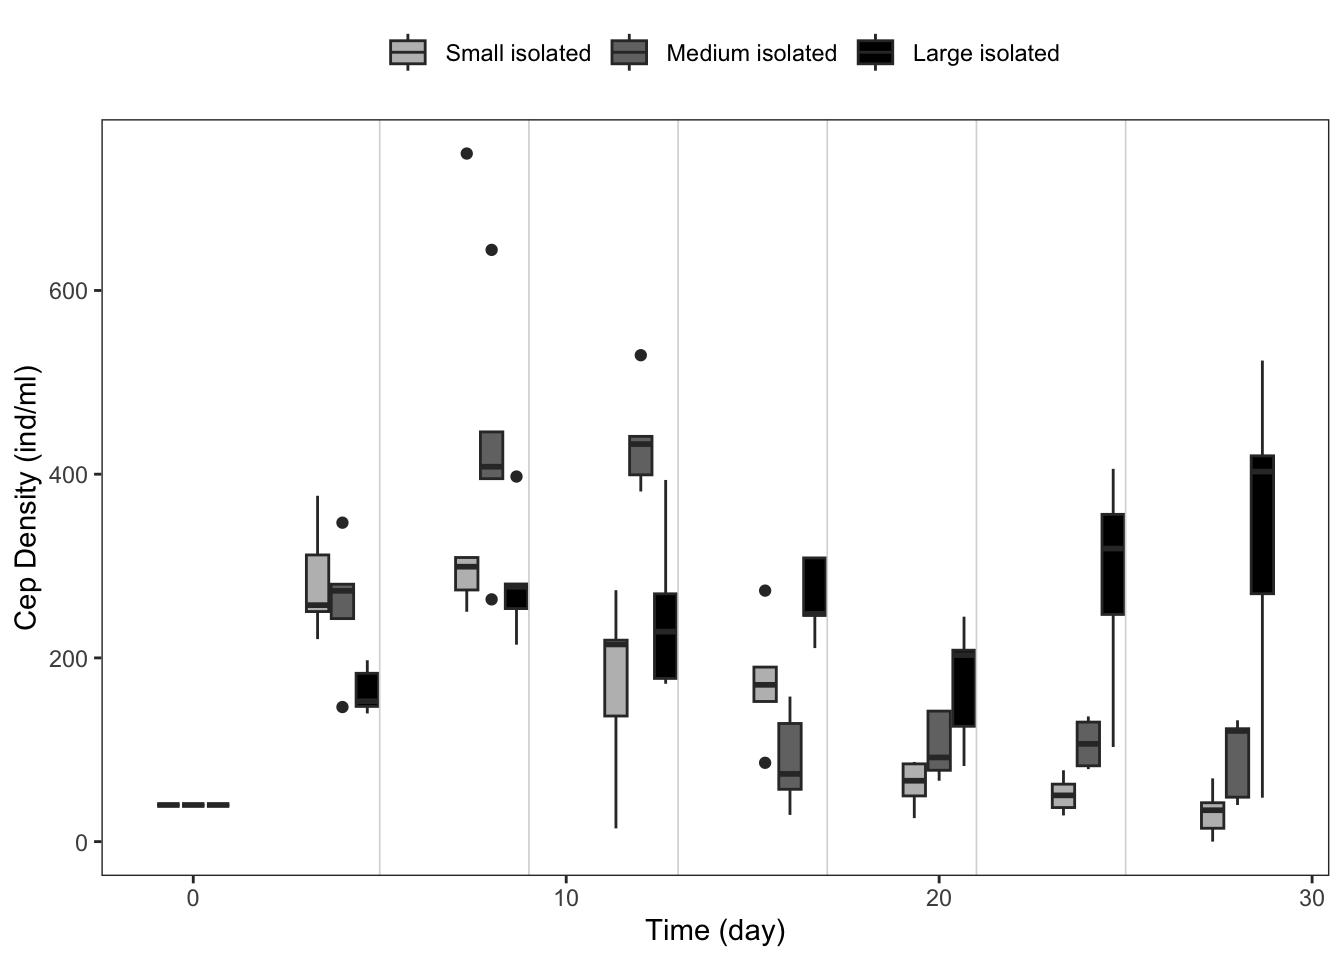 Small isolated Medium isolated Large isolated
600
400
200
0
Cep Density (ind/ml)
0 10 20 30
Time (day)